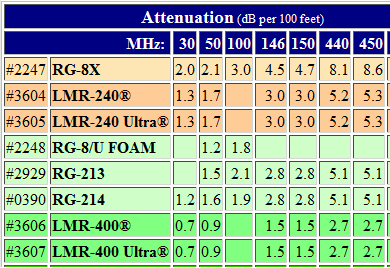 Attenuation (dB per 100 feet)
MHz: 30 50 100 146 150 440 450
#2247 RG-8X 2.0 2.1 3.0 4.5 4.7 8.1 8.6
#3604 LMR-240® 1.3 1.7 3.0 3.0 5.2 5.3
#3605 LMR-240 Ultra® 1.3 1.7 3.0 3.0 5.2 5.3
#2248 RG-8/U FOAM 1.2 1.8
#2929 RG-213 1.5 2.1 2.8 2.8 5.1 5.1
#0390 RG-214 1.2 1.6 1.9 2.8 2.8 5.1 5.1
#3606 LMR-400® 0.7 0.9 1.5 1.5 2.7 2.7
#3607 LMR-400 Ultra® 0.7 0.9 1.5 1.5 2.7 2.7